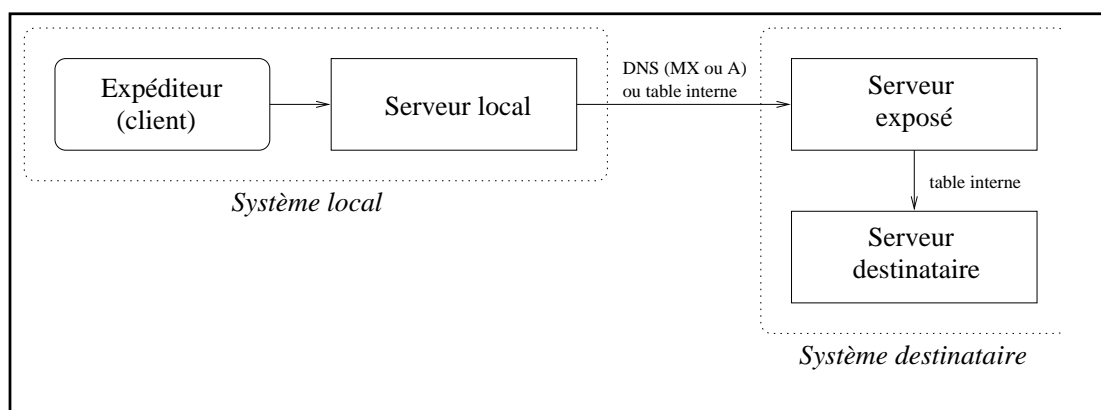 Expéditeur
(client)
Serveur local
Système local
DNS (MX ou A)
ou table interne
Serveur
exposé
table interne
Serveur
destinataire
Système destinataire